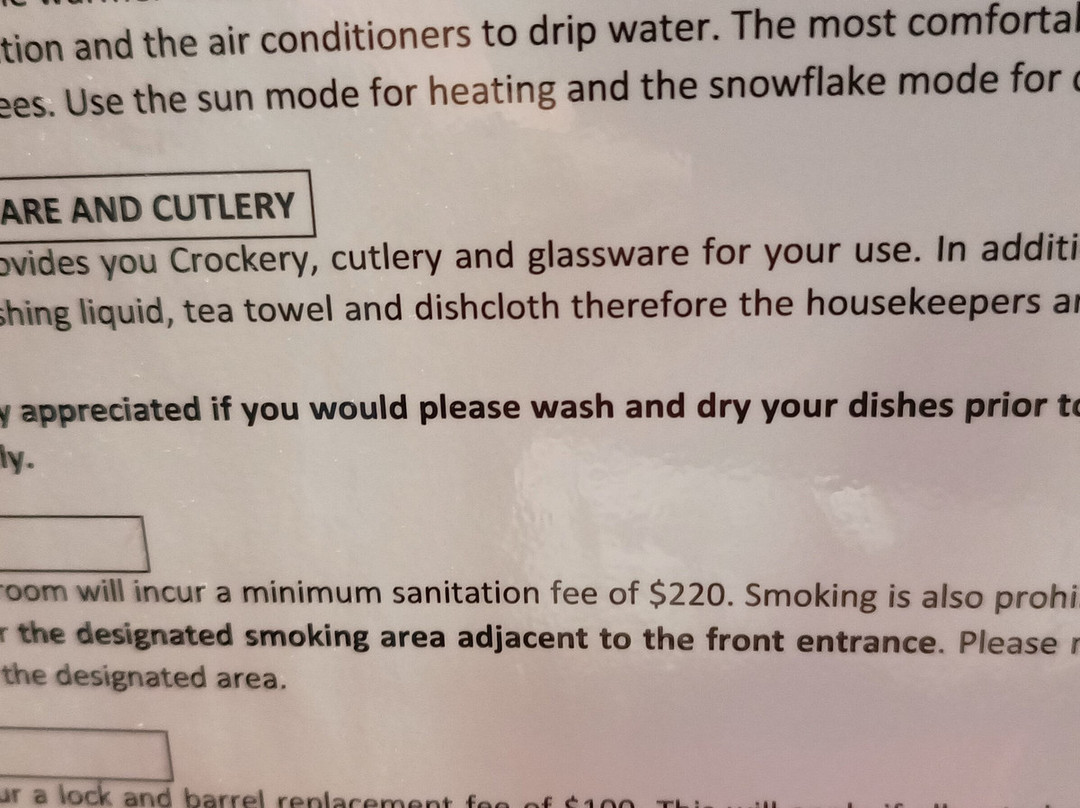 tion and the air conditioners to drip water. The most comfortal
ees. Use the sun mode for heating and the snowflake mode for
ARE AND CUTLERY
ovides you Crockery, cutlery and glassware for your use. In additi
shing liquid, tea towel and dishcloth therefore the housekeepers ar
y appreciated if you would please wash and dry your dishes prior to
ly.
room will incur a minimum sanitation fee of $220. Smoking is also prohi
r the designated smoking area adjacent to the front entrance. Please
the designated area.
ur a lock and barrel replacement fee of $100. This will